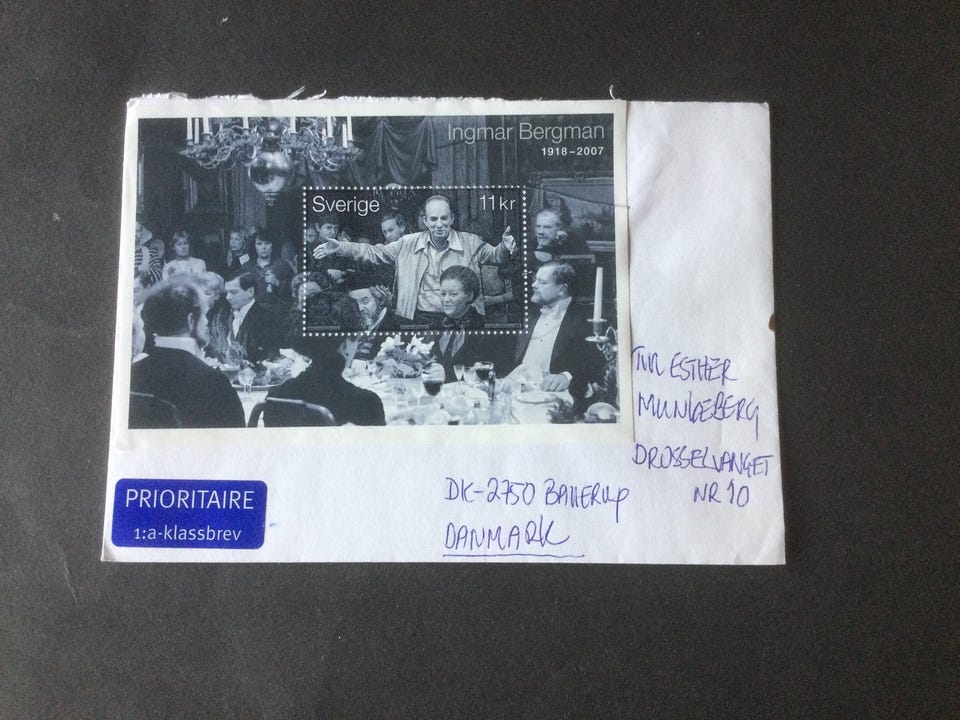 Ingmar Bergman
1918–2007
Sverige 11 kr
ESTHER
MUNKEBERG
DROSSELVANGET
NR 10
PRIORITAIRE
1:a-klassbrev
DK-2750 BALLERUP
DANMARK